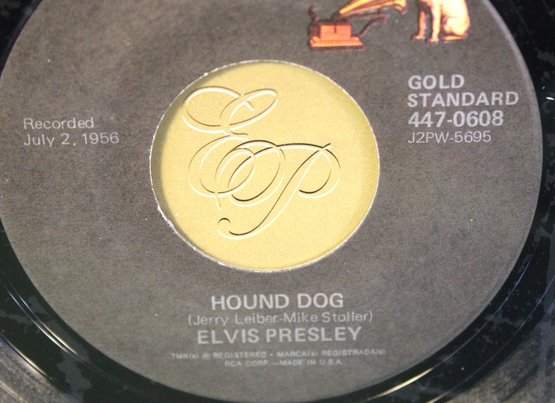 GOLD
STANDARD
447-0608
J2PW-5695
Recorded
July 2, 1956
EP
HOUND DOG
(Jerry Leiber-Mike Stoller)
ELVIS PRESLEY
TMK(s) ® REGISTERED • MARCA(s) REGISTRADA(s)
RCA CORP.—MADE IN U.S.A.